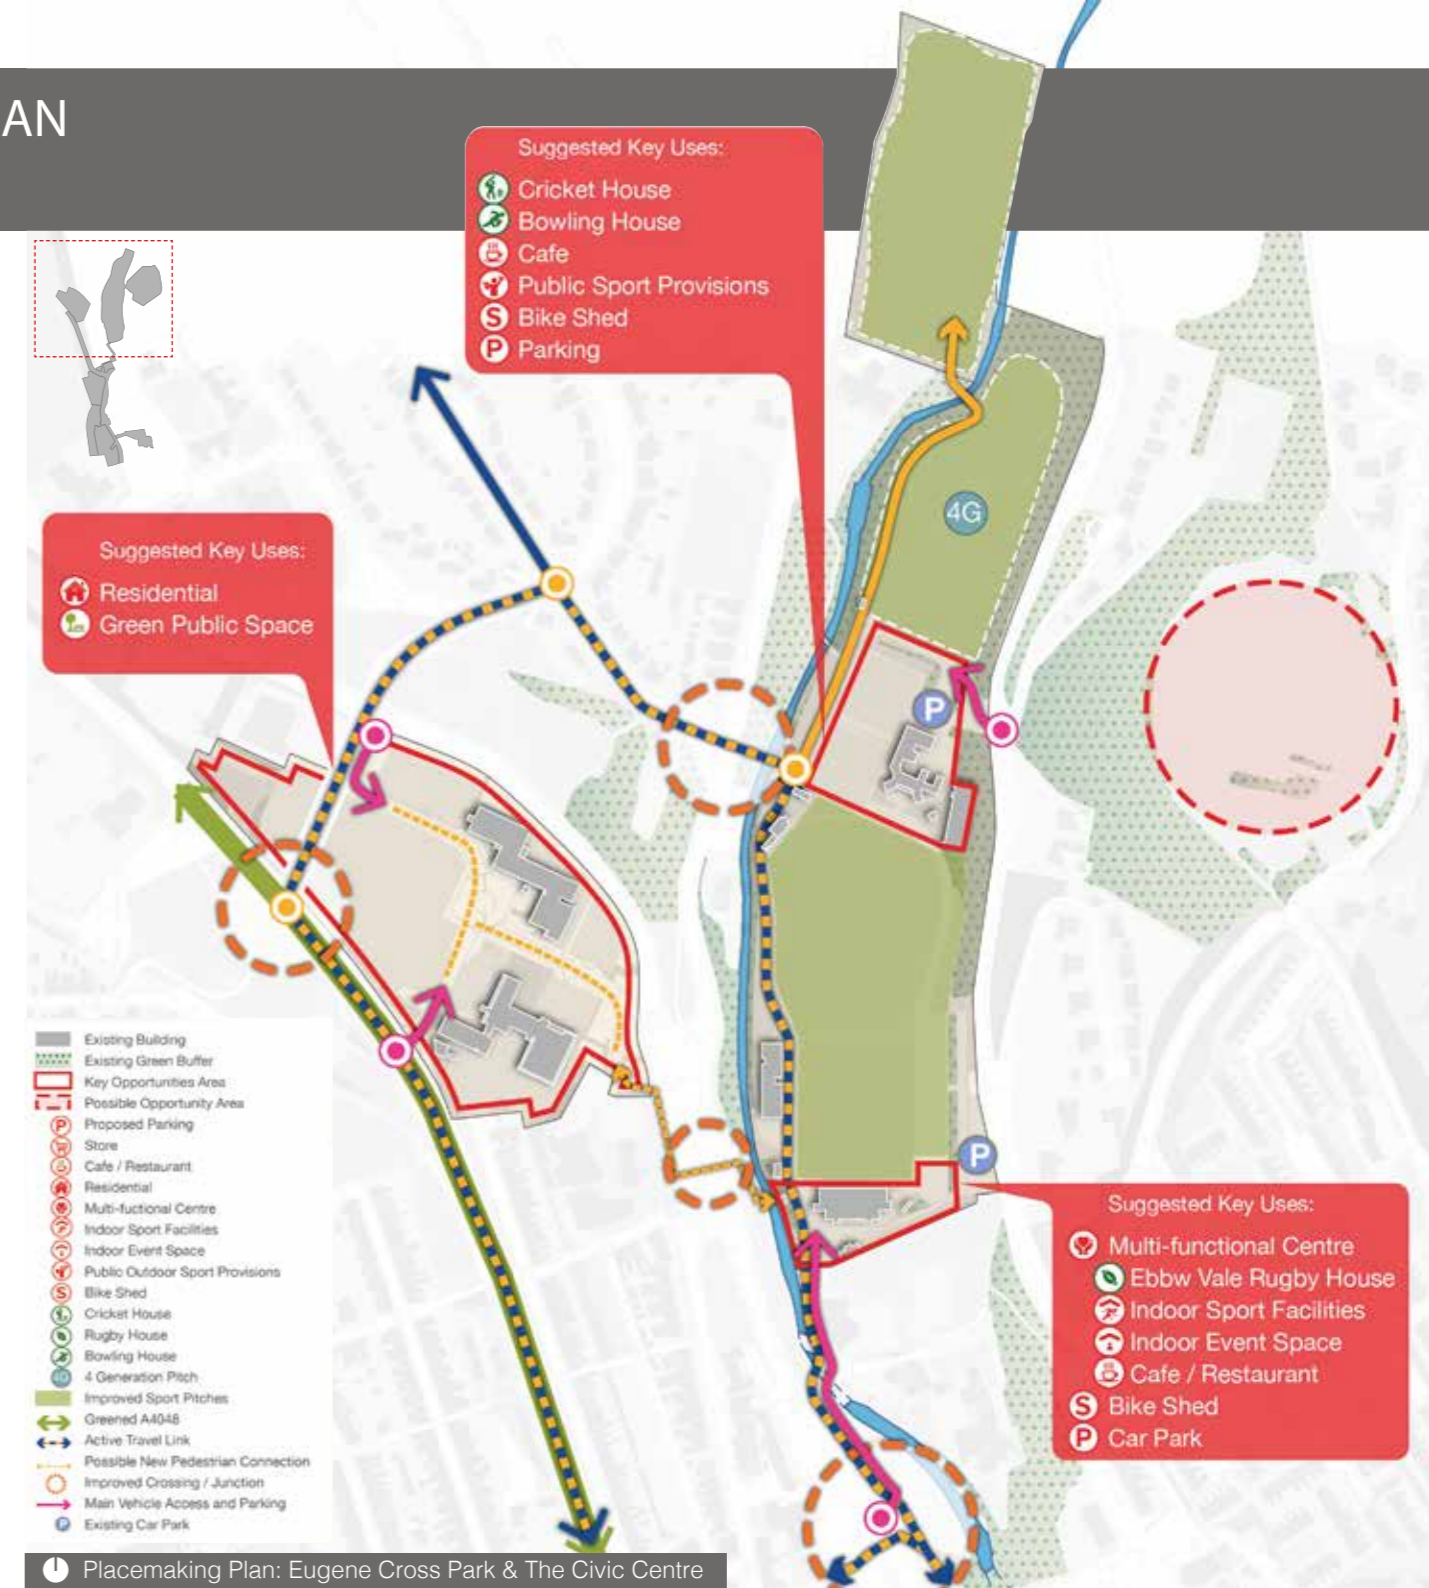 AN
Suggested Key Uses:
Cricket House
Bowling House
Cafe
Public Sport Provisions
S Bike Shed
P Parking
4G
Suggested Key Uses:
Residential
Green Public Space
P
P
Suggested Key Uses:
Multi-functional Centre
Ebbw Vale Rugby House
Indoor Sport Facilities
Indoor Event Space
Cafe / Restaurant
S Bike Shed
P Car Park
Existing Building
Existing Green Buffer
Key Opportunities Area
Possible Opportunity Area
P Proposed Parking
Store
Cafe / Restaurant
Residential
Multi-fuctional Centre
Indoor Sport Facilities
Indoor Event Space
Public Outdoor Sport Provisions
S Bike Shed
Cricket House
Rugby House
Bowling House
4G 4 Generation Pitch
Improved Sport Pitches
Greened A4048
Active Travel Link
Possible New Pedestrian Connection
Improved Crossing / Junction
Main Vehicle Access and Parking
P Existing Car Park
Placemaking Plan: Eugene Cross Park & The Civic Centre